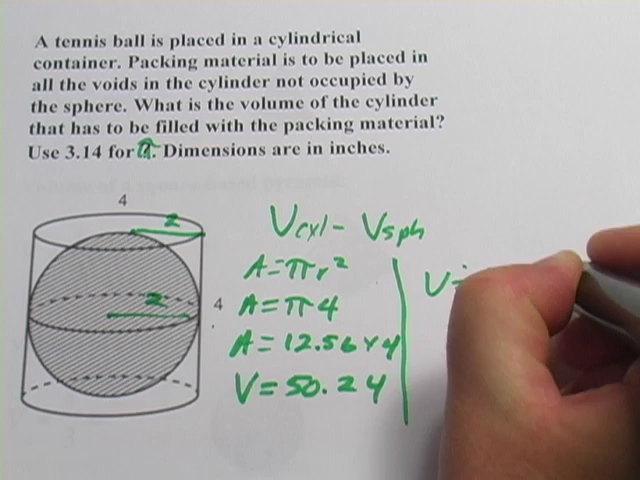 A tennis ball is placed in a cylindrical
container. Packing material is to be placed in
all the voids in the cylinder not occupied by
the sphere. What is the volume of the cylinder
that has to be filled with the packing material?
Use 3.14 for π. Dimensions are in inches.
4
2
2
4
Vcyl - Vsph
A=πr²
A=π4
A=12.56×4
V=50.24
V=